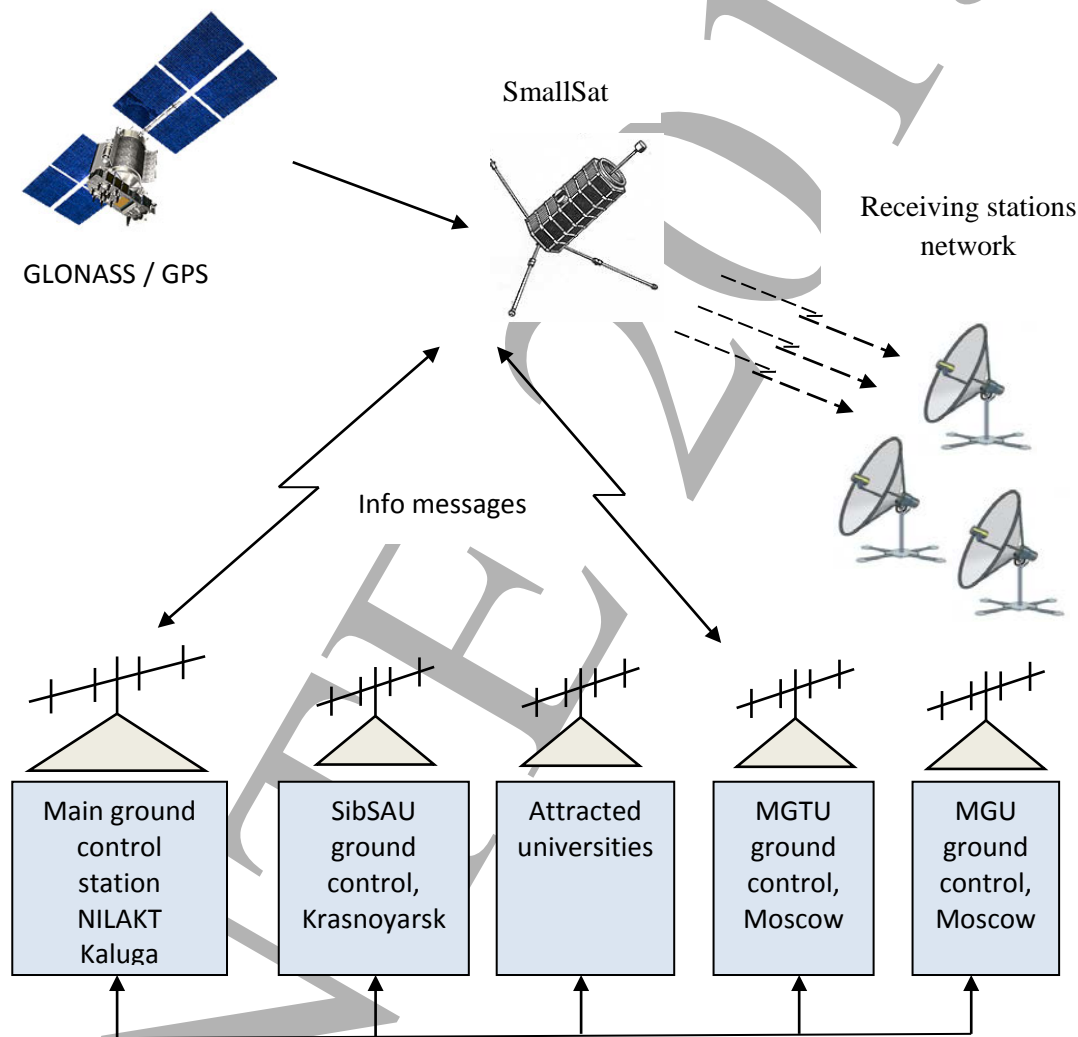 SmallSat
Receiving stations
network
GLONASS / GPS
Info messages
Main ground
control
station
NILAKT
Kaluga
SibSAU
ground
control,
Krasnoyarsk
Attracted
universities
MGTU
ground
control,
Moscow
MGU
ground
control,
Moscow